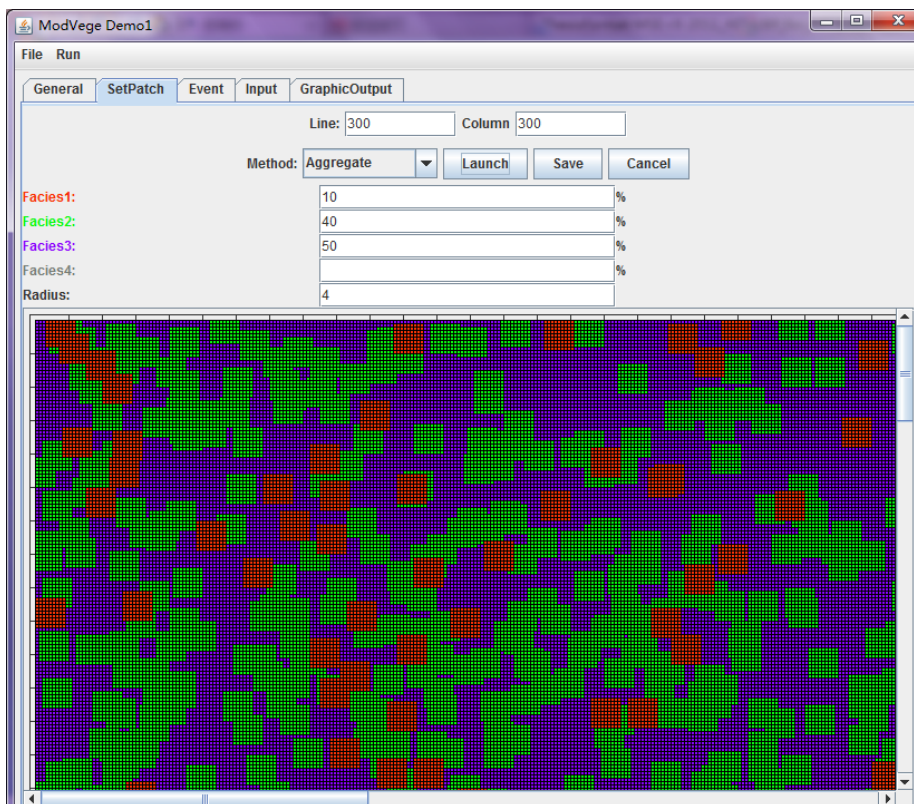 ModVege Demo1
File Run
General SetPatch Event Input GraphicOutput
Line: 300 Column 300
Method: Aggregate Launch Save Cancel
Facies1: 10 %
Facies2: 40 %
Facies3: 50 %
Facies4: %
Radius: 4